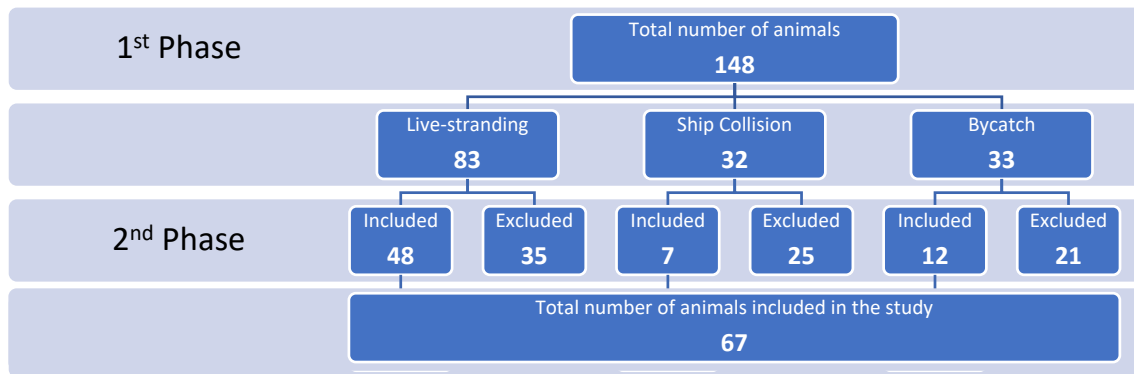 1st Phase
Total number of animals
148
Live-stranding
83
Ship Collision
32
Bycatch
33
2nd Phase
Included
48
Excluded
35
Included
7
Excluded
25
Included
12
Excluded
21
Total number of animals included in the study
67